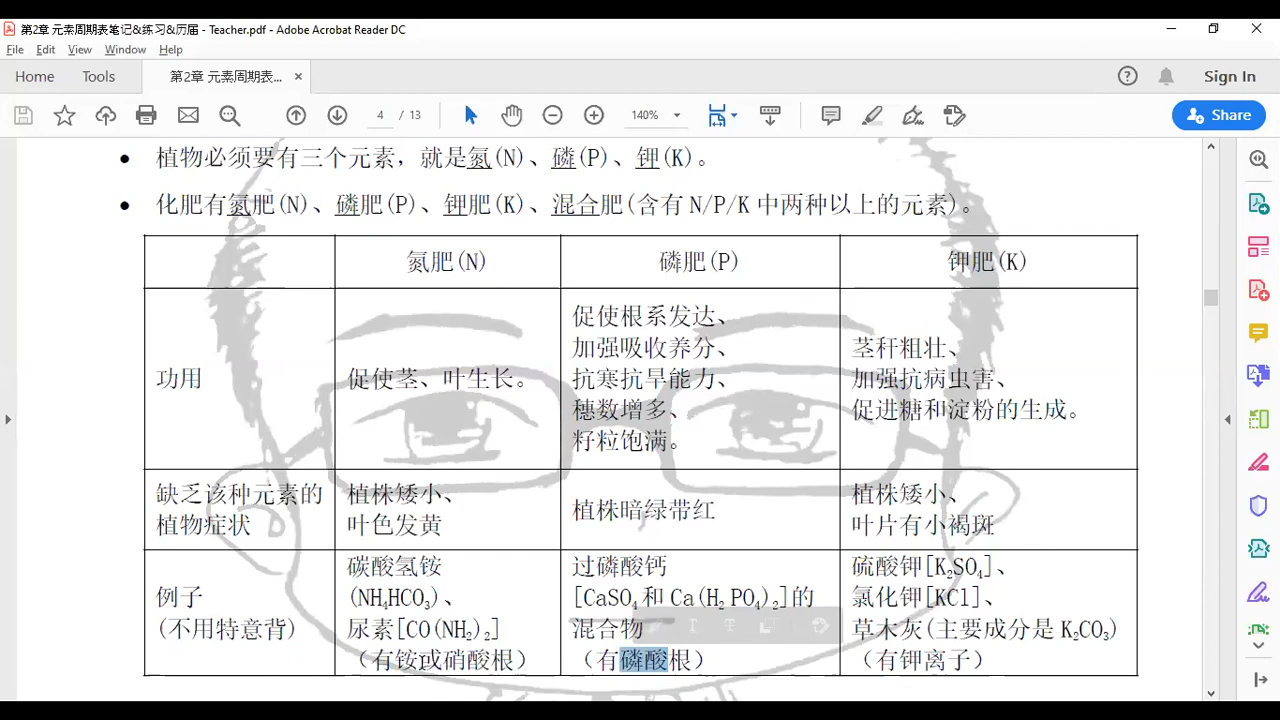 第2章 元素周期表笔记&练习&历届 - Teacher.pdf - Adobe Acrobat Reader DC
File Edit View Window Help
Home Tools 第2章 元素周期表... × Sign In
4 / 13 140% Share
• 植物必须要有三个元素，就是氮(N)、磷(P)、钾(K)。
• 化肥有氮肥(N)、磷肥(P)、钾肥(K)、混合肥(含有N/P/K中两种以上的元素)。
氮肥(N) 磷肥(P) 钾肥(K)
功用
促使茎、叶生长。
促使根系发达、
加强吸收养分、
抗寒抗旱能力、
穗数增多、
籽粒饱满。
茎秆粗壮、
加强抗病虫害、
促进糖和淀粉的生成。
缺乏该种元素的
植物症状
植株矮小、
叶色发黄
植株暗绿带红
植株矮小、
叶片有小褐斑
例子
(不用特意背)
碳酸氢铵
(NH₄HCO₃)、
尿素[CO(NH₂)₂]
（有铵或硝酸根）
过磷酸钙
[CaSO₄和Ca(H₂PO₄)₂]的
混合物
（有磷酸根）
硫酸钾[K₂SO₄]、
氯化钾[KCl]、
草木灰(主要成分是K₂CO₃)
（有钾离子）